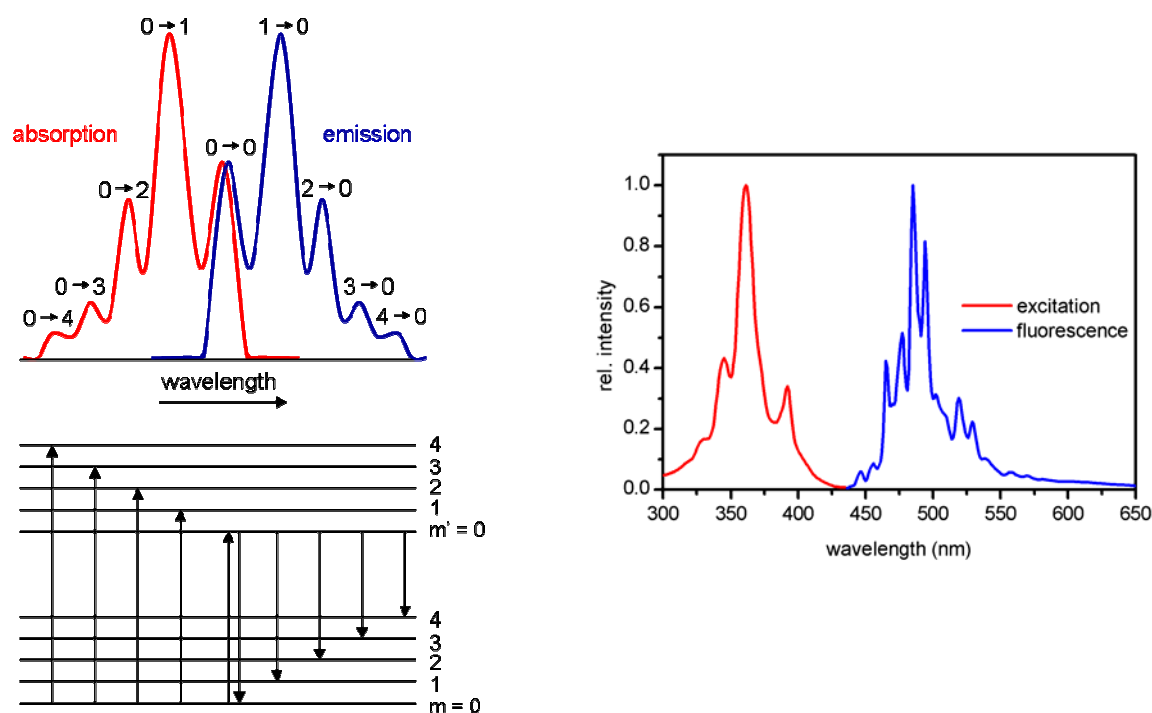 0→1
1→0
absorption
emission
0→0
0→2
2→0
0→3
3→0
0→4
4→0
wavelength
4
3
2
1
m' = 0
4
3
2
1
m = 0
rel. intensity
1.0
0.8
0.6
0.4
0.2
0.0
excitation
fluorescence
300 350 400 450 500 550 600 650
wavelength (nm)